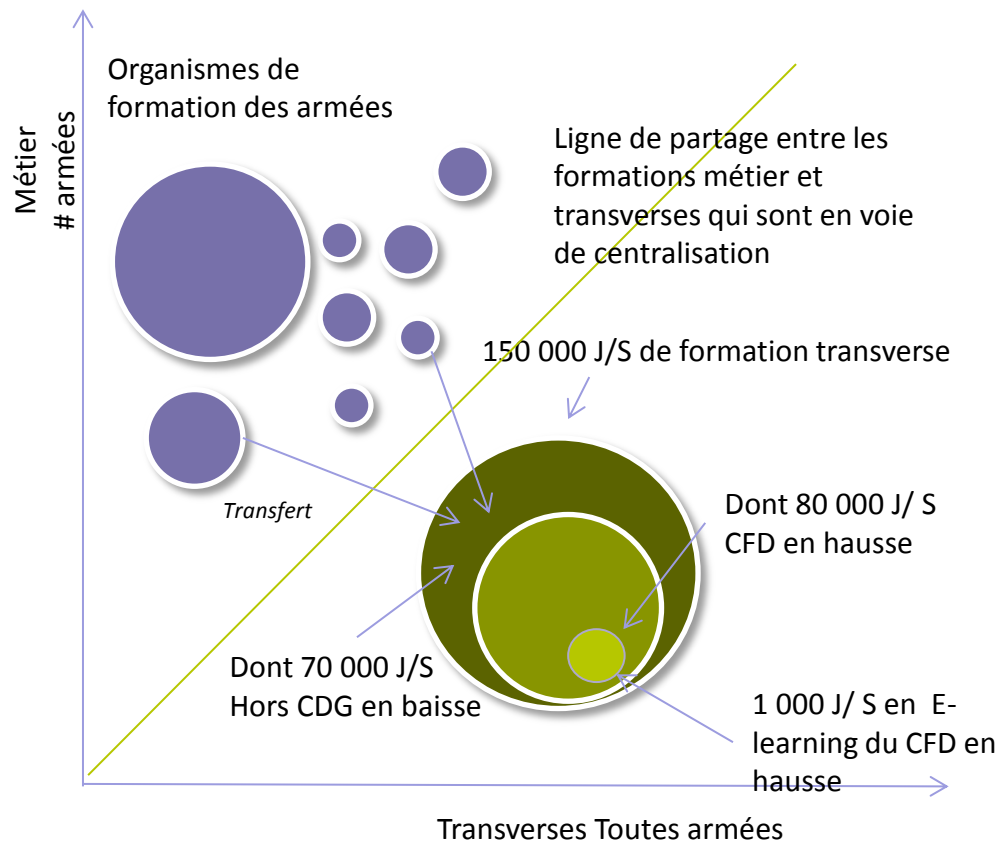 Organismes de
formation des armées
Métier
# armées
Ligne de partage entre les
formations métier et
transverses qui sont en voie
de centralisation
150 000 J/S de formation transverse
Transfert
Dont 80 000 J/ S
CFD en hausse
Dont 70 000 J/S
Hors CDG en baisse
1 000 J/ S en  E-
learning du CFD en
hausse
Transverses Toutes armées